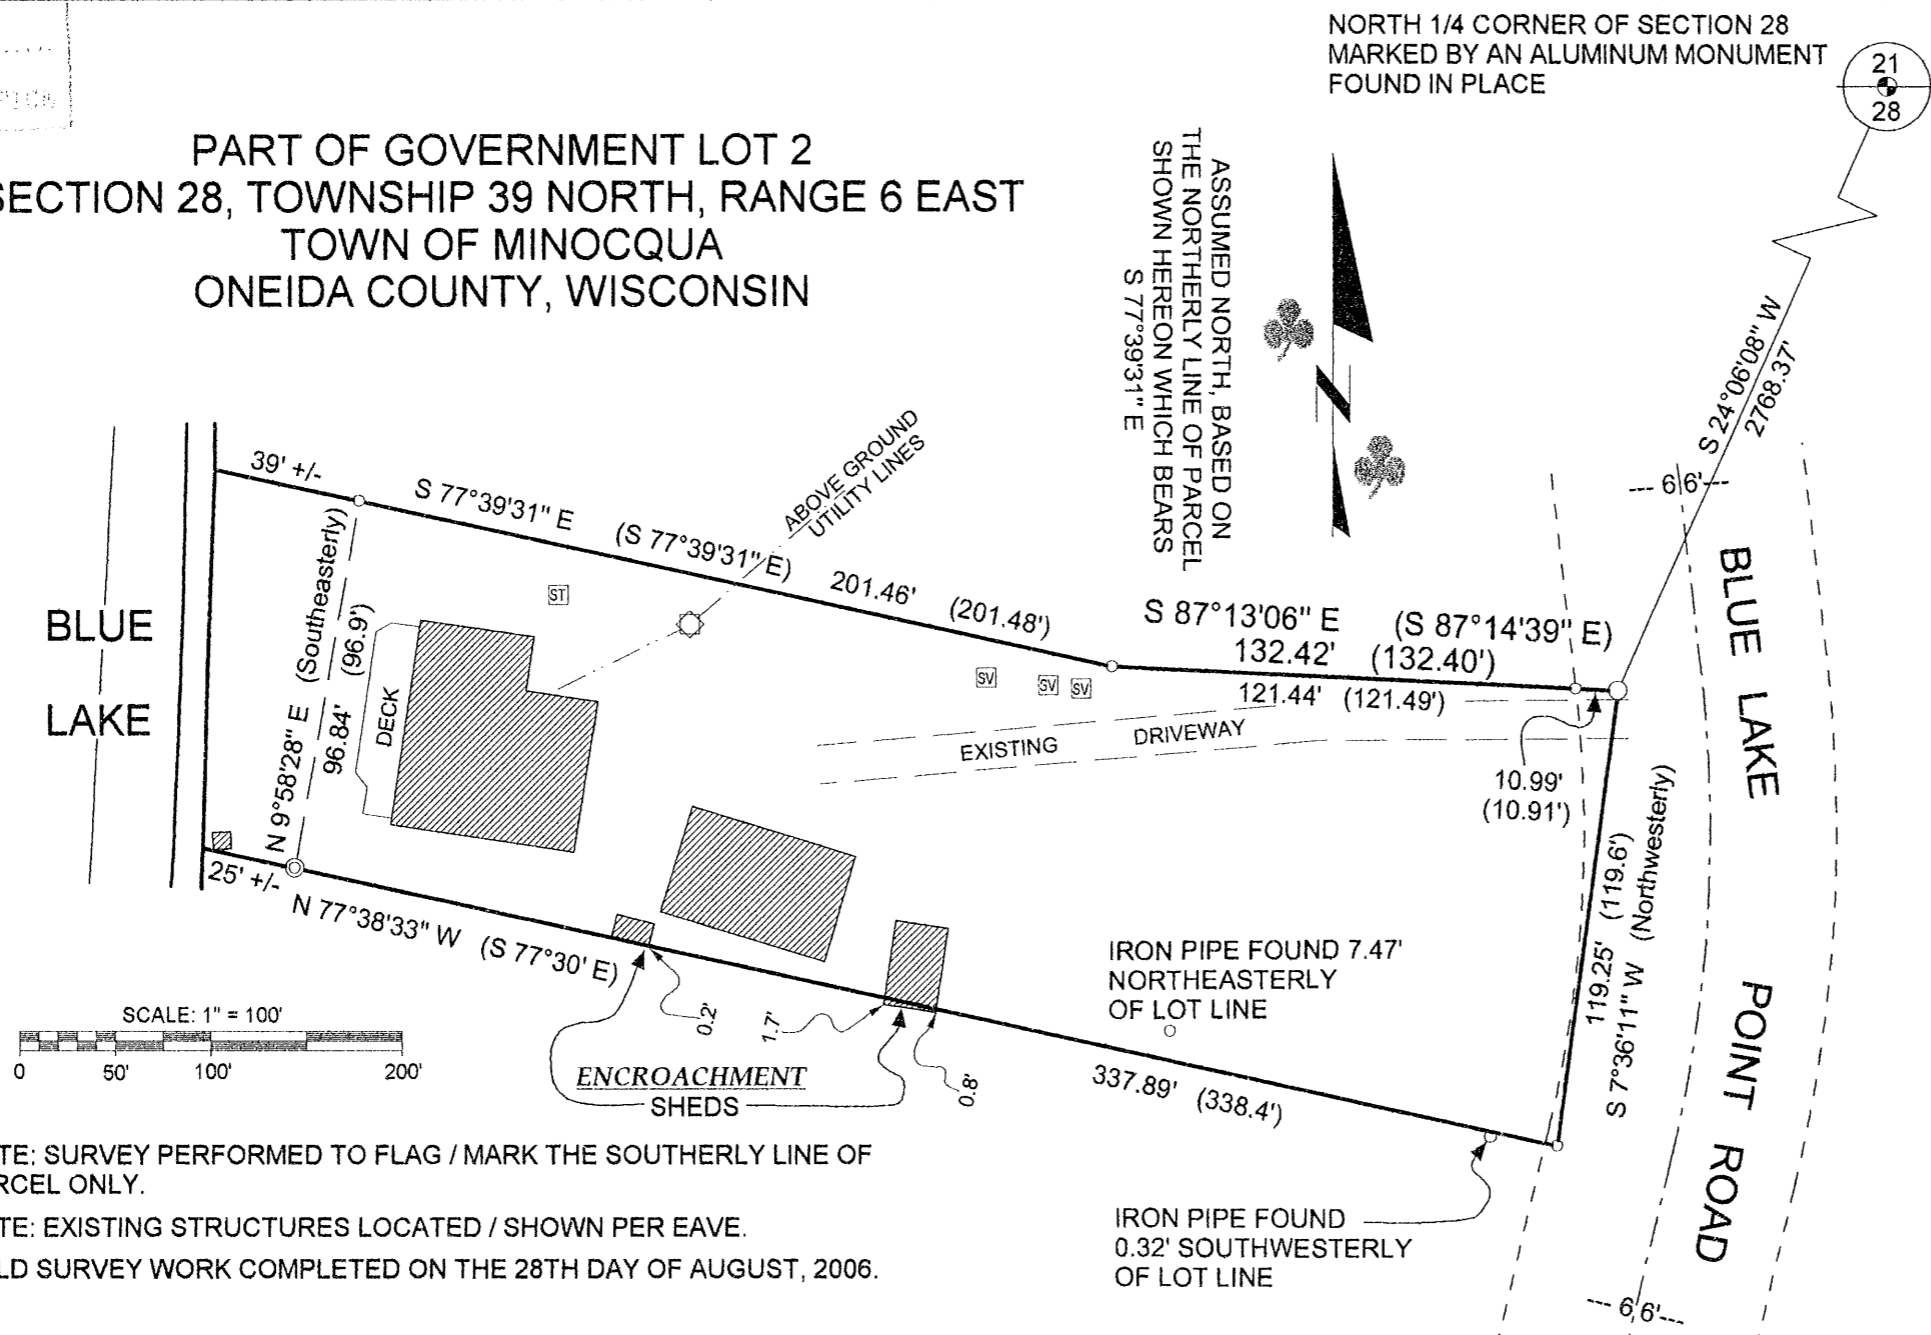 NORTH 1/4 CORNER OF SECTION 28
MARKED BY AN ALUMINUM MONUMENT
FOUND IN PLACE
21
28
PART OF GOVERNMENT LOT 2
SECTION 28, TOWNSHIP 39 NORTH, RANGE 6 EAST
TOWN OF MINOCQUA
ONEIDA COUNTY, WISCONSIN
ASSUMED NORTH, BASED ON
THE NORTHERLY LINE OF PARCEL
SHOWN HEREON WHICH BEARS
S 77°39'31" E
N
S 24°06'08" W
2768.37'
--- 66'---
39' +/-
S 77°39'31" E (S 77°39'31" E) 201.46' (201.48')
ABOVE GROUND
UTILITY LINES
S 87°13'06" E (S 87°14'39" E)
132.42' (132.40')
121.44' (121.49')
10.99'
(10.91')
BLUE
LAKE
N 9°58'28" E (Southeasterly)
96.84' (96.9')
DECK
ST
SV
SV
SV
EXISTING DRIVEWAY
119.25' (119.6')
S 7°36'11" W (Northwesterly)
BLUE LAKE POINT ROAD
25' +/-
N 77°38'33" W (S 77°30' E)
337.89' (338.4')
IRON PIPE FOUND 7.47'
NORTHEASTERLY
OF LOT LINE
0.2'
1.7'
0.8'
ENCROACHMENT
SHEDS
SCALE: 1" = 100'
0 50' 100' 200'
TE: SURVEY PERFORMED TO FLAG / MARK THE SOUTHERLY LINE OF
RCEL ONLY.
TE: EXISTING STRUCTURES LOCATED / SHOWN PER EAVE.
LD SURVEY WORK COMPLETED ON THE 28TH DAY OF AUGUST, 2006.
IRON PIPE FOUND
0.32' SOUTHWESTERLY
OF LOT LINE
--- 66'---